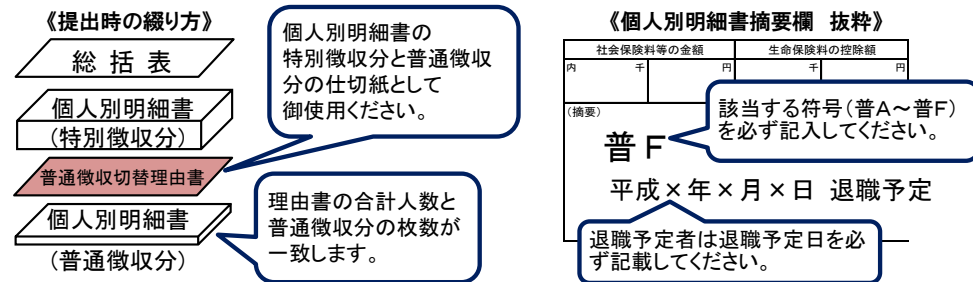 《提出時の綴り方》
総括表
個人別明細書
(特別徴収分)
普通徴収切替理由書
個人別明細書
(普通徴収分)
個人別明細書の
特別徴収分と普通徴収
分の仕切紙として
御使用ください。
理由書の合計人数と
普通徴収分の枚数が
一致します。
《個人別明細書摘要欄 抜粋》
社会保険料等の金額 生命保険料の控除額
内 千 円 千 円
(摘要)
普F
該当する符号(普A～普F)
を必ず記入してください。
平成×年×月×日 退職予定
退職予定者は退職予定日を必
ず記載してください。